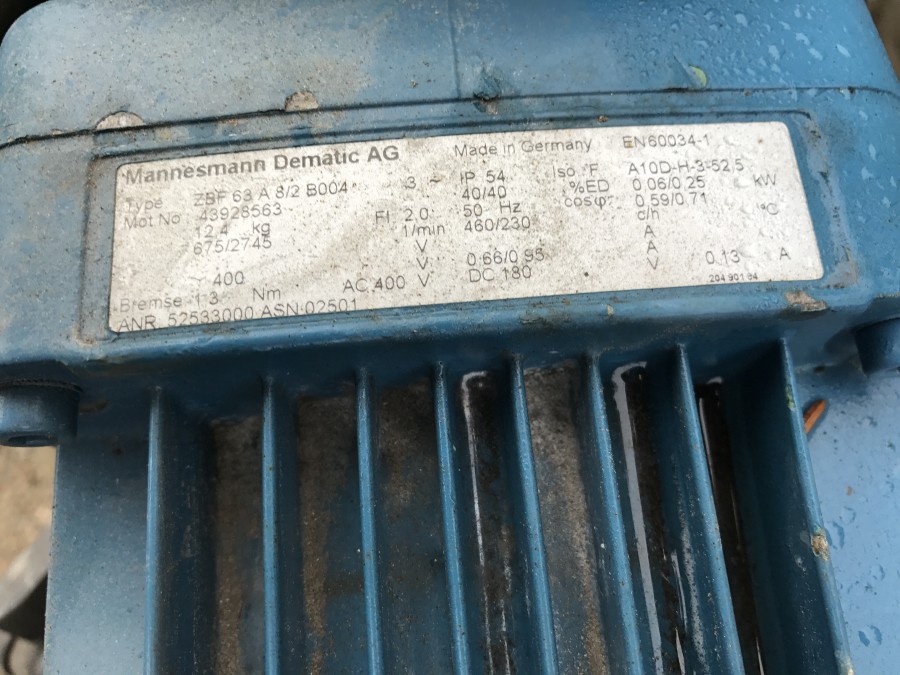 Mannesmann Dematic AG Made in Germany EN60034-1
Type ZBF 63 A 8/2 B004 3 ~ IP 54 Iso F A10D-H-3-52,5
Mot No 43928563 40/40 %ED 0.06/0.25 kW
12,4 kg FI 2.0 50 Hz cosφ: 0.59/0.71
675/2745 1/min 460/230 c/h °C
V A
~ 400 V 0.66/0.95 A
Bremse 1.3 Nm AC 400 V DC 180 V 0.13 A
ANR 52533000 ASN 02501 204 901 84